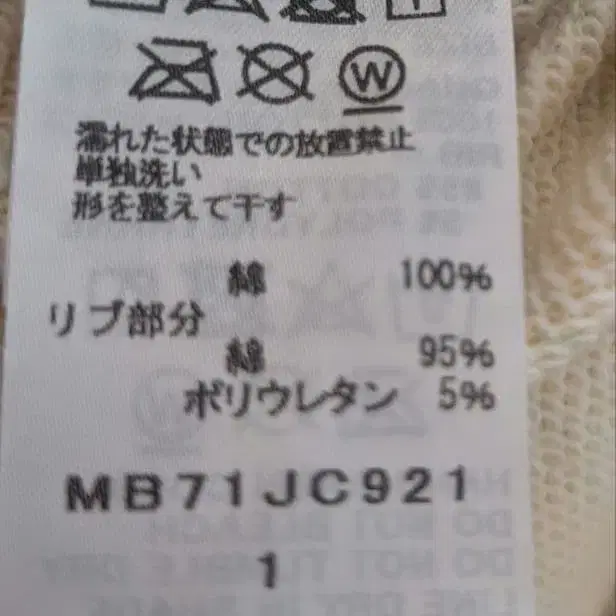 W
濡れた状態での放置禁止
単独洗い
形を整えて干す
綿 100%
リブ部分
綿 95%
ポリウレタン 5%
MB71JC921
1